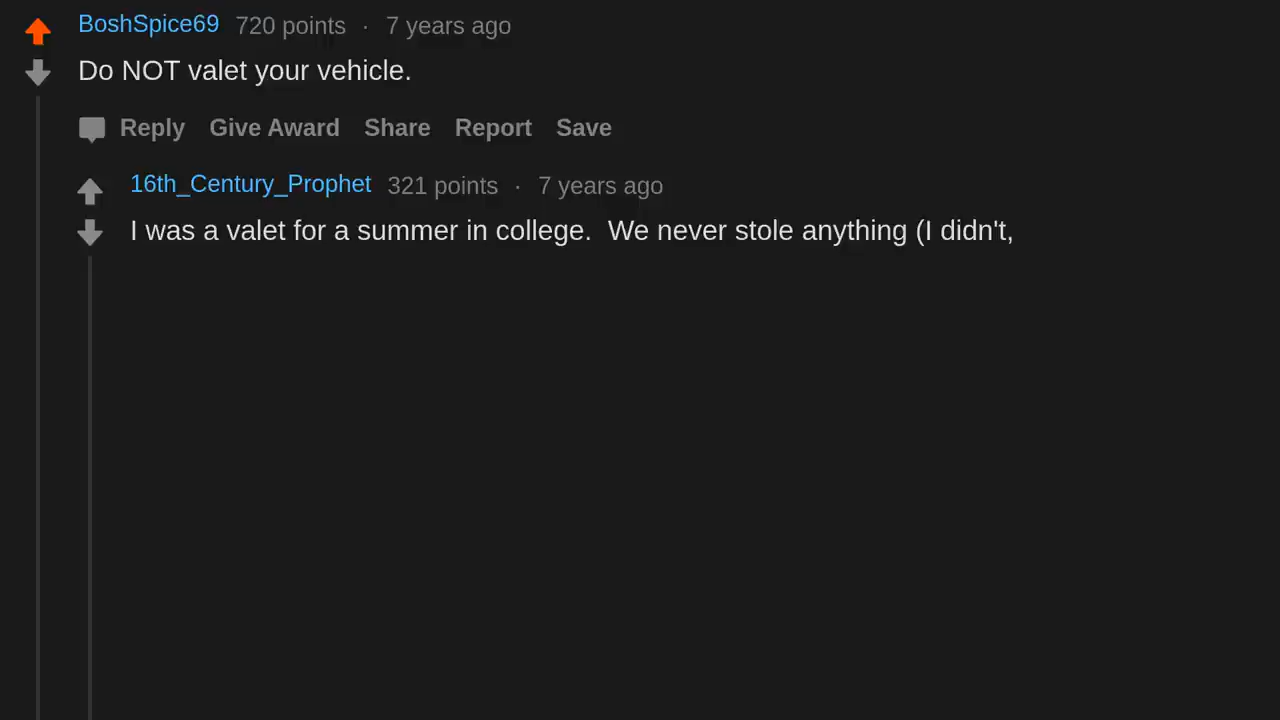 BoshSpice69 720 points · 7 years ago
Do NOT valet your vehicle.
Reply Give Award Share Report Save
16th_Century_Prophet 321 points · 7 years ago
I was a valet for a summer in college.  We never stole anything (I didn't,